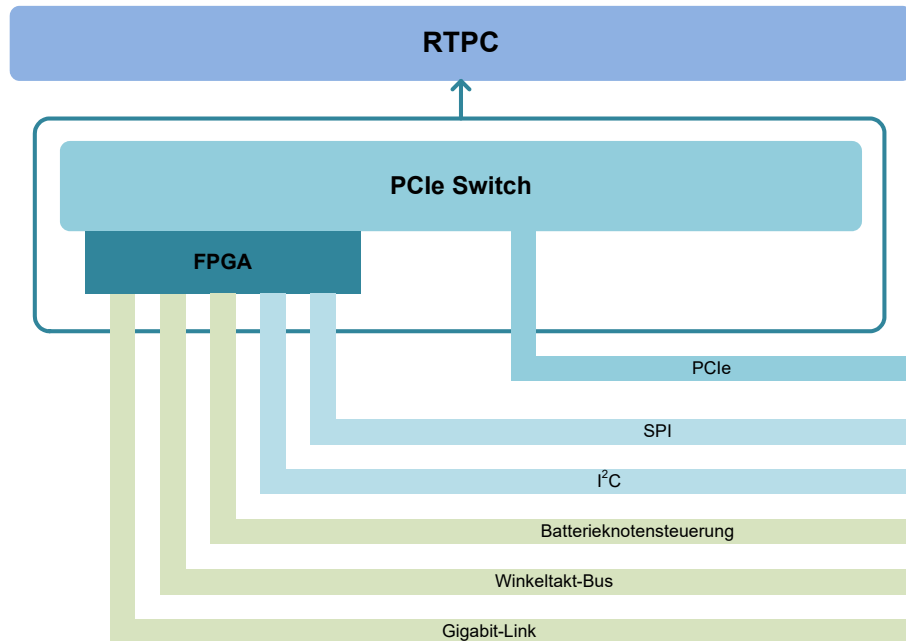 RTPC
PCIe Switch
FPGA
PCIe
SPI
I²C
Batterieknotensteuerung
Winkeltakt-Bus
Gigabit-Link